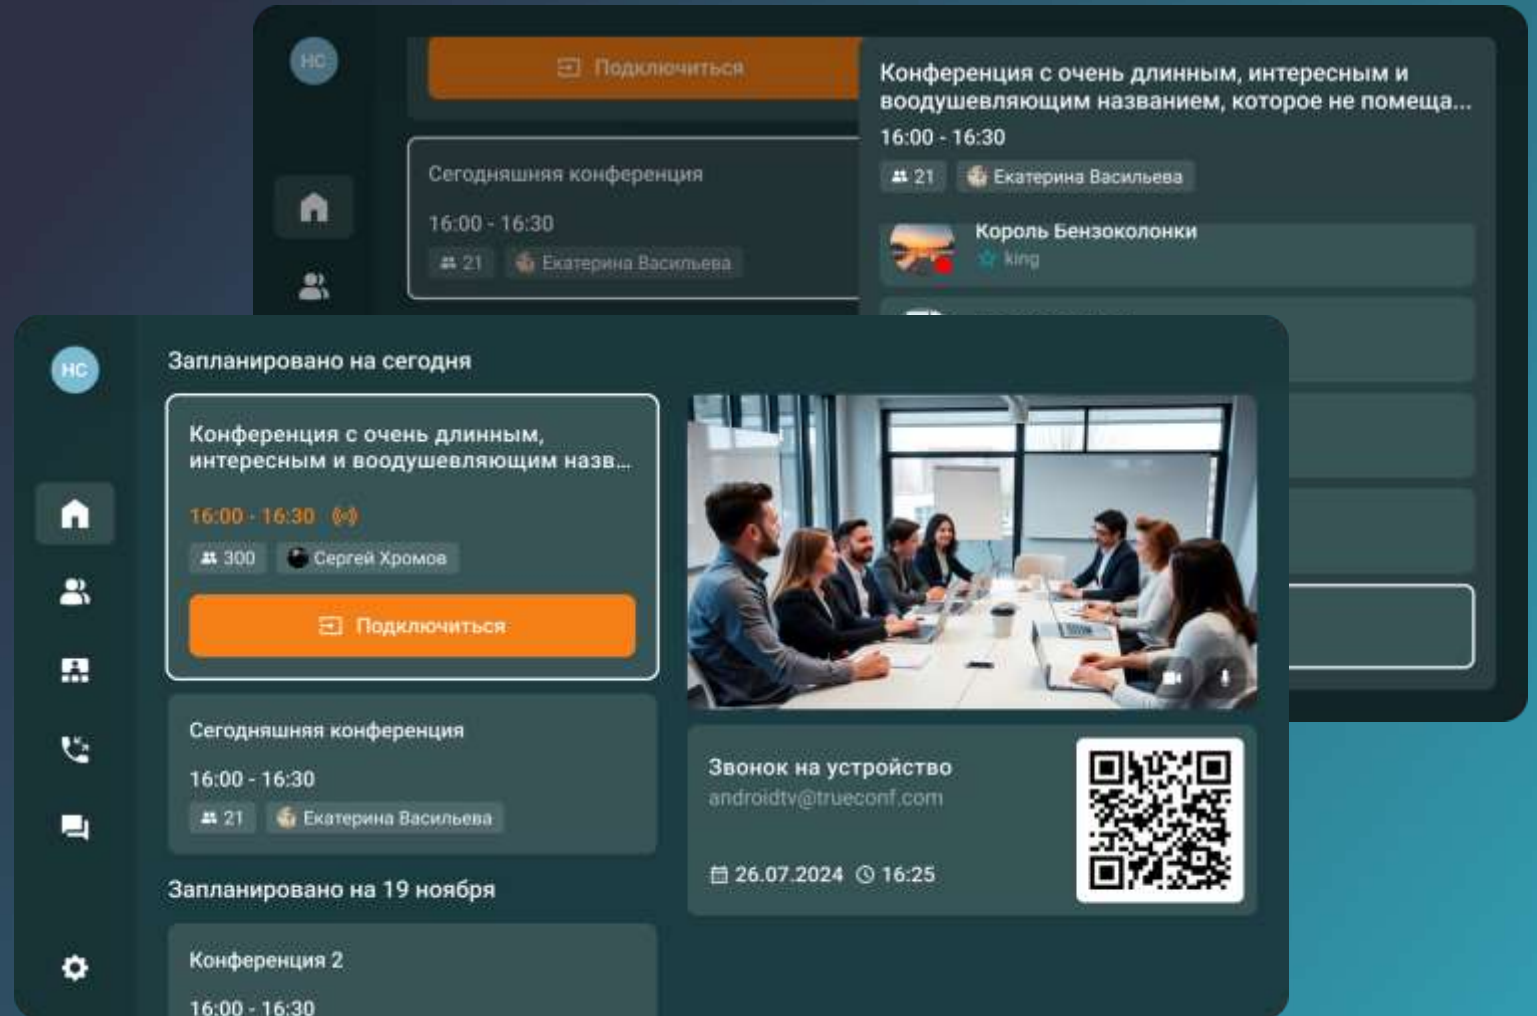 НС
Подключиться
Сегодняшняя конференция
16:00 - 16:30
21 Екатерина Васильева
Конференция с очень длинным, интересным и
воодушевляющим названием, которое не помеща...
16:00 - 16:30
21 Екатерина Васильева
Король Бензоколонки
king
НС
Запланировано на сегодня
Конференция с очень длинным,
интересным и воодушевляющим назв...
16:00 - 16:30
300 Сергей Хромов
Подключиться
Сегодняшняя конференция
16:00 - 16:30
21 Екатерина Васильева
Запланировано на 19 ноября
Конференция 2
16:00 - 16:30
Звонок на устройство
androidtv@trueconf.com
26.07.2024 16:25